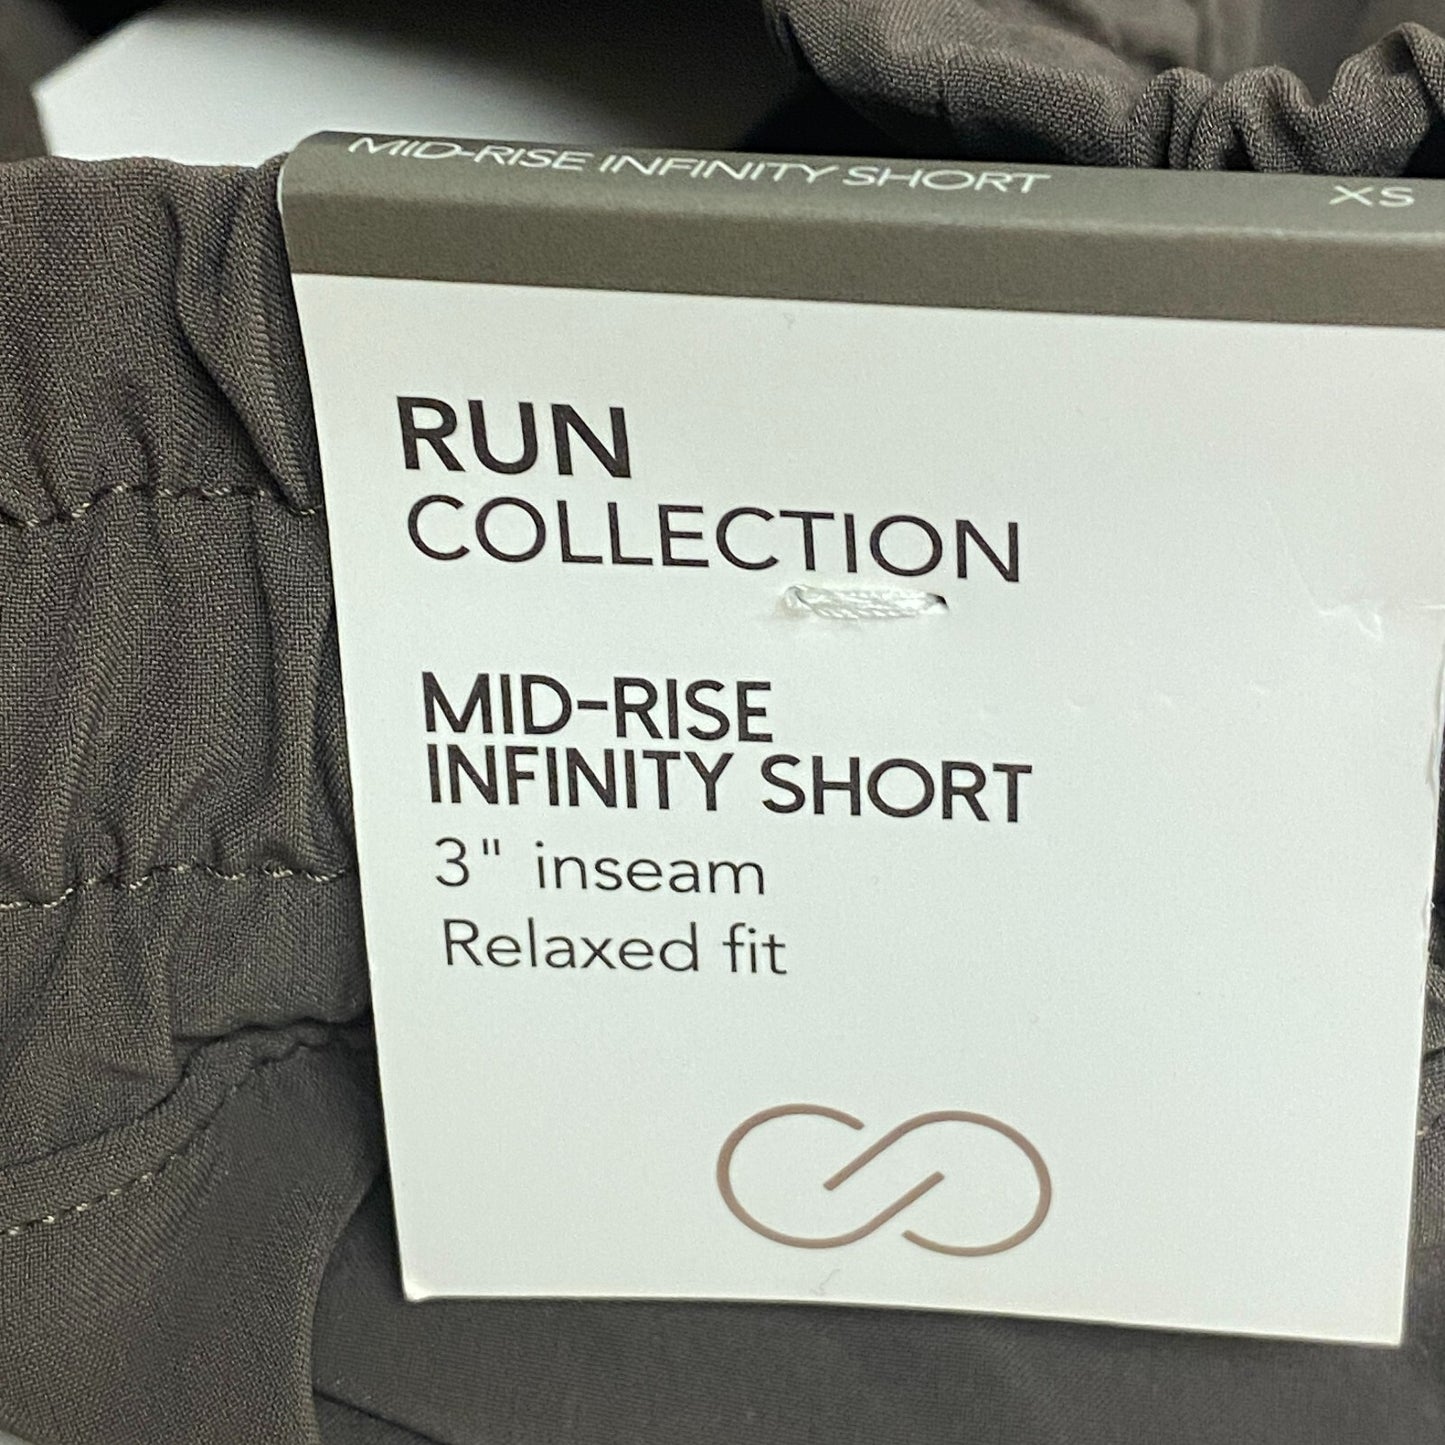 MID-RISE INFINITY SHORT XS
RUN
COLLECTION
MID-RISE
INFINITY SHORT
3" inseam
Relaxed fit